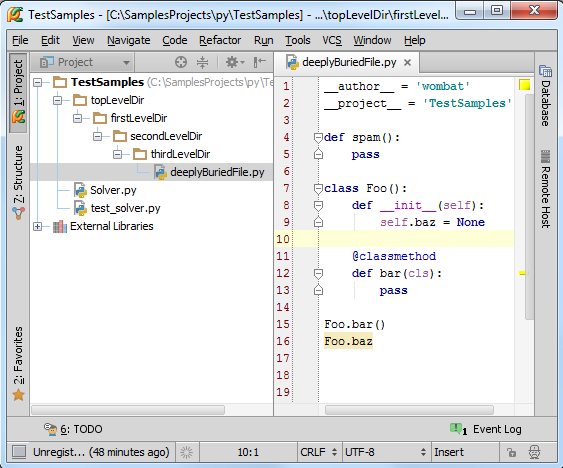 TestSamples - [C:\SamplesProjects\py\TestSamples] - ...\topLevelDir\firstLevel...
File Edit View Navigate Code Refactor Run Tools VCS Window Help
1: Project
7: Structure
2: Favorites
Project
TestSamples (C:\SamplesProjects\py\Te
topLevelDir
firstLevelDir
secondLevelDir
thirdLevelDir
deeplyBuriedFile.py
Solver.py
test_solver.py
External Libraries
deeplyBuriedFile.py
1 __author__ = 'wombat'
2 __project__ = 'TestSamples'
3
4 def spam():
5 pass
6
7 class Foo():
8 def __init__(self):
9 self.baz = None
10
11 @classmethod
12 def bar(cls):
13 pass
14
15 Foo.bar()
16 Foo.baz
17
18
19
Database
Remote Host
6: TODO
1 Event Log
Unregist... (48 minutes ago) 10:1 CRLF UTF-8 Insert